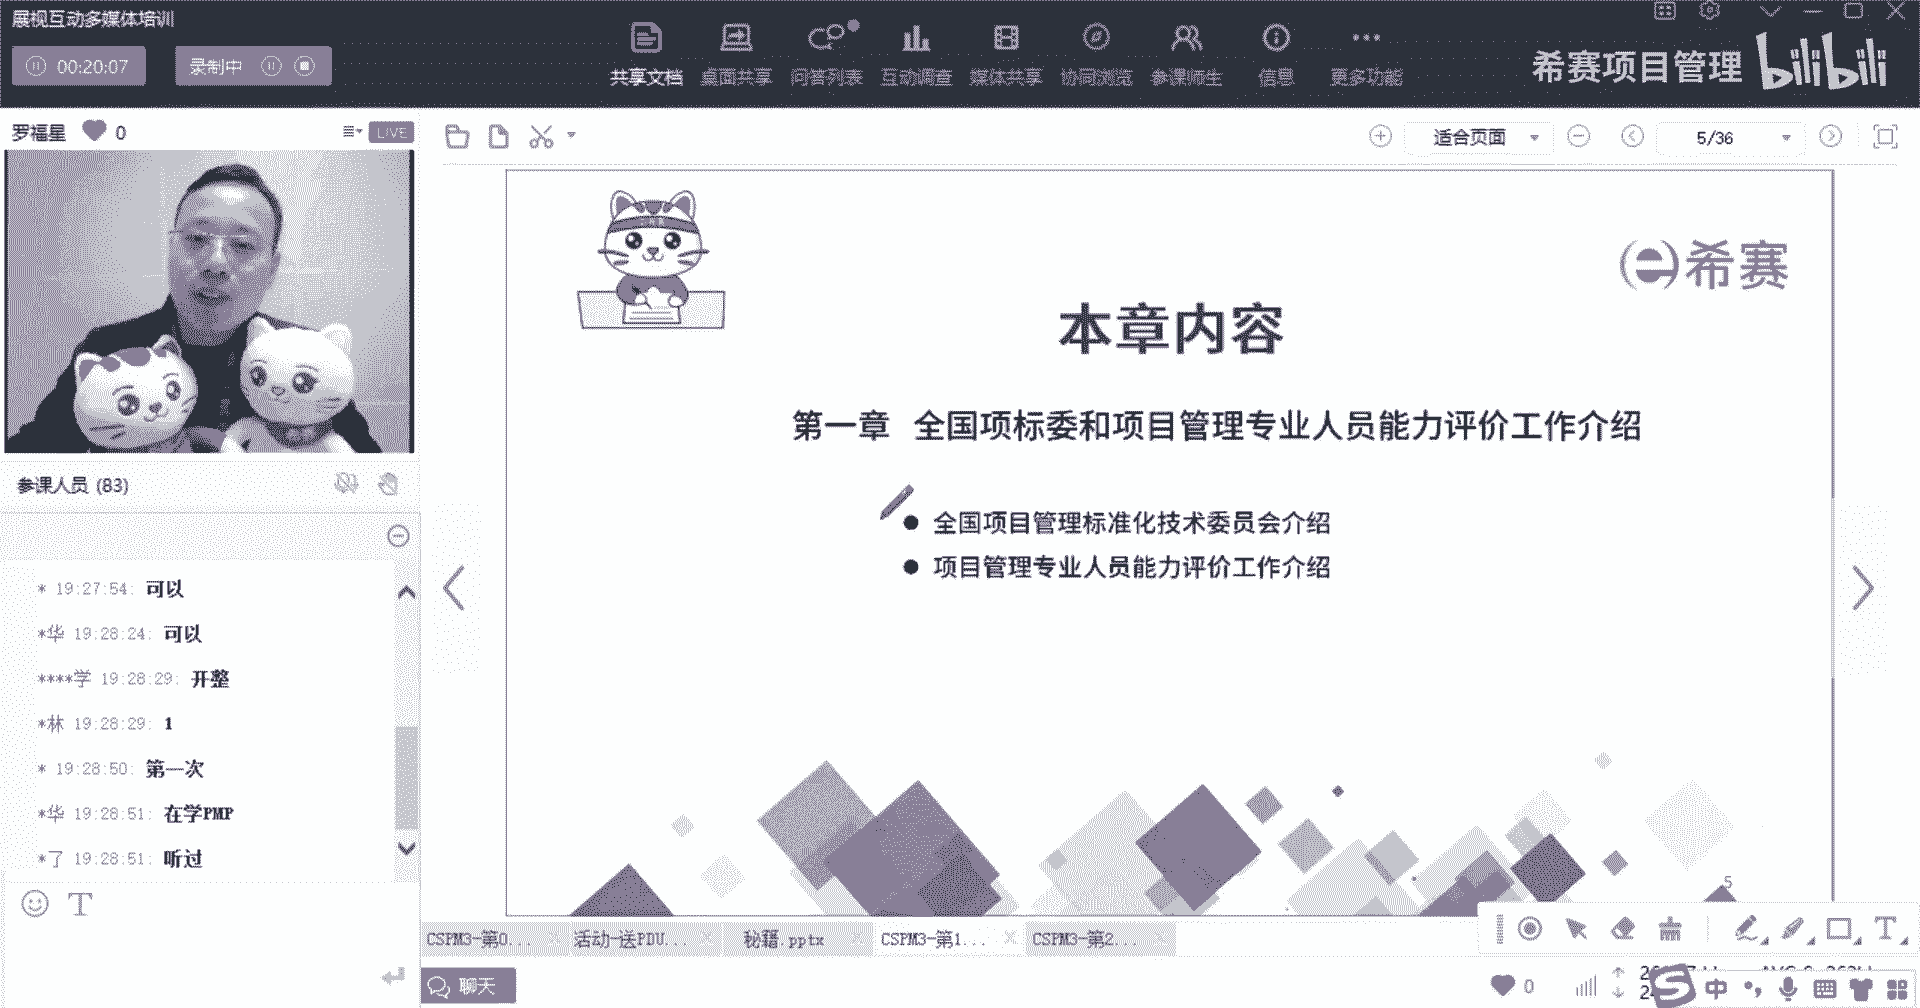 展视互动多媒体培训
00:20:07
录制中
共享文档 桌面共享 问答列表 互动调查 媒体共享 协同浏览 参课师生 信息 更多功能
希赛项目管理 bilibili
罗福星 0
LIVE
适合页面
5/36
希赛
本章内容
第一章 全国项标委和项目管理专业人员能力评价工作介绍
全国项目管理标准化技术委员会介绍
项目管理专业人员能力评价工作介绍
5
参课人员 (83)
* 19:27:54: 可以
*华 19:28:24: 可以
****学 19:28:29: 开整
*林 19:28:29: 1
* 19:28:50: 第一次
*华 19:28:51: 在学PMP
*了 19:28:51: 听过
CSPM3-第0... 活动-送PDU... 秘籍.pptx CSPM3-第1... CSPM3-第2...
聊天
0
中